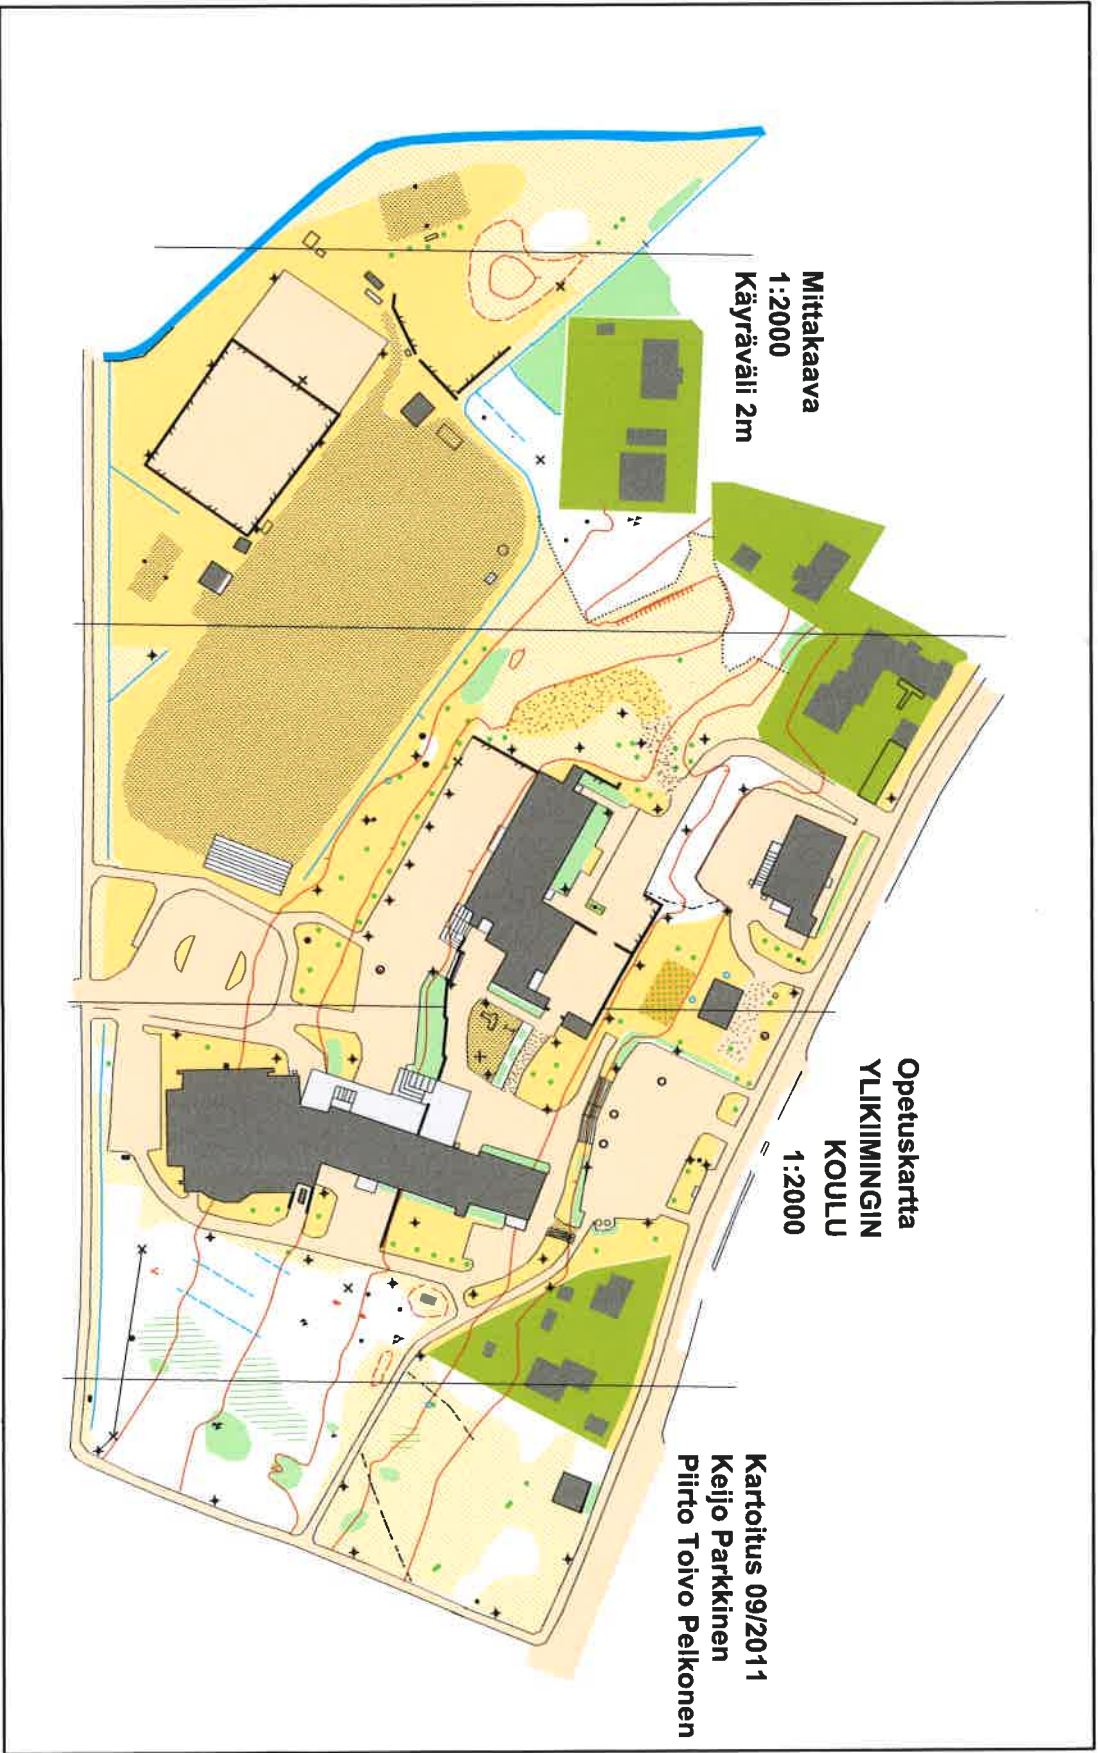 Mittakaava
1:2000
Käyräväli 2m
Opetuskartta
YLIKIIMINGIN
KOULU
1:2000
Kartoitus 09/2011
Keijo Parkkinen
Piirto Toivo Pelkonen